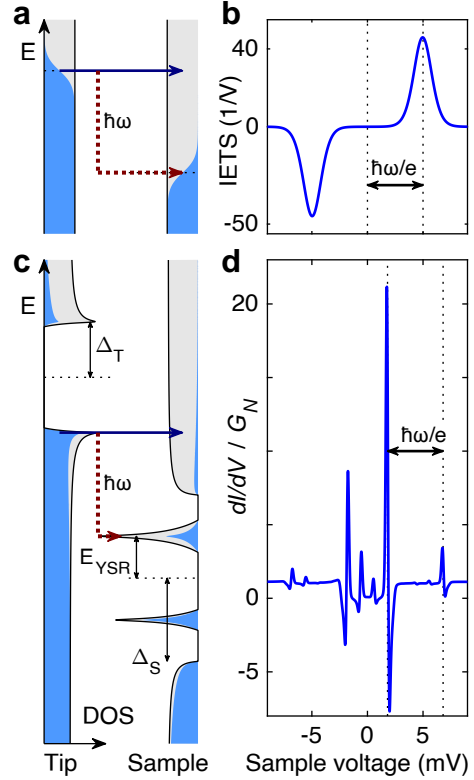 a
E
ħω
b
IETS (1/V)
40
0
-50
ħω/e
c
E
Δ_T
ħω
E_YSR
Δ_S
DOS
Tip
Sample
d
dI/dV / G_N
20
0
-5
ħω/e
-5
0
5
Sample voltage (mV)